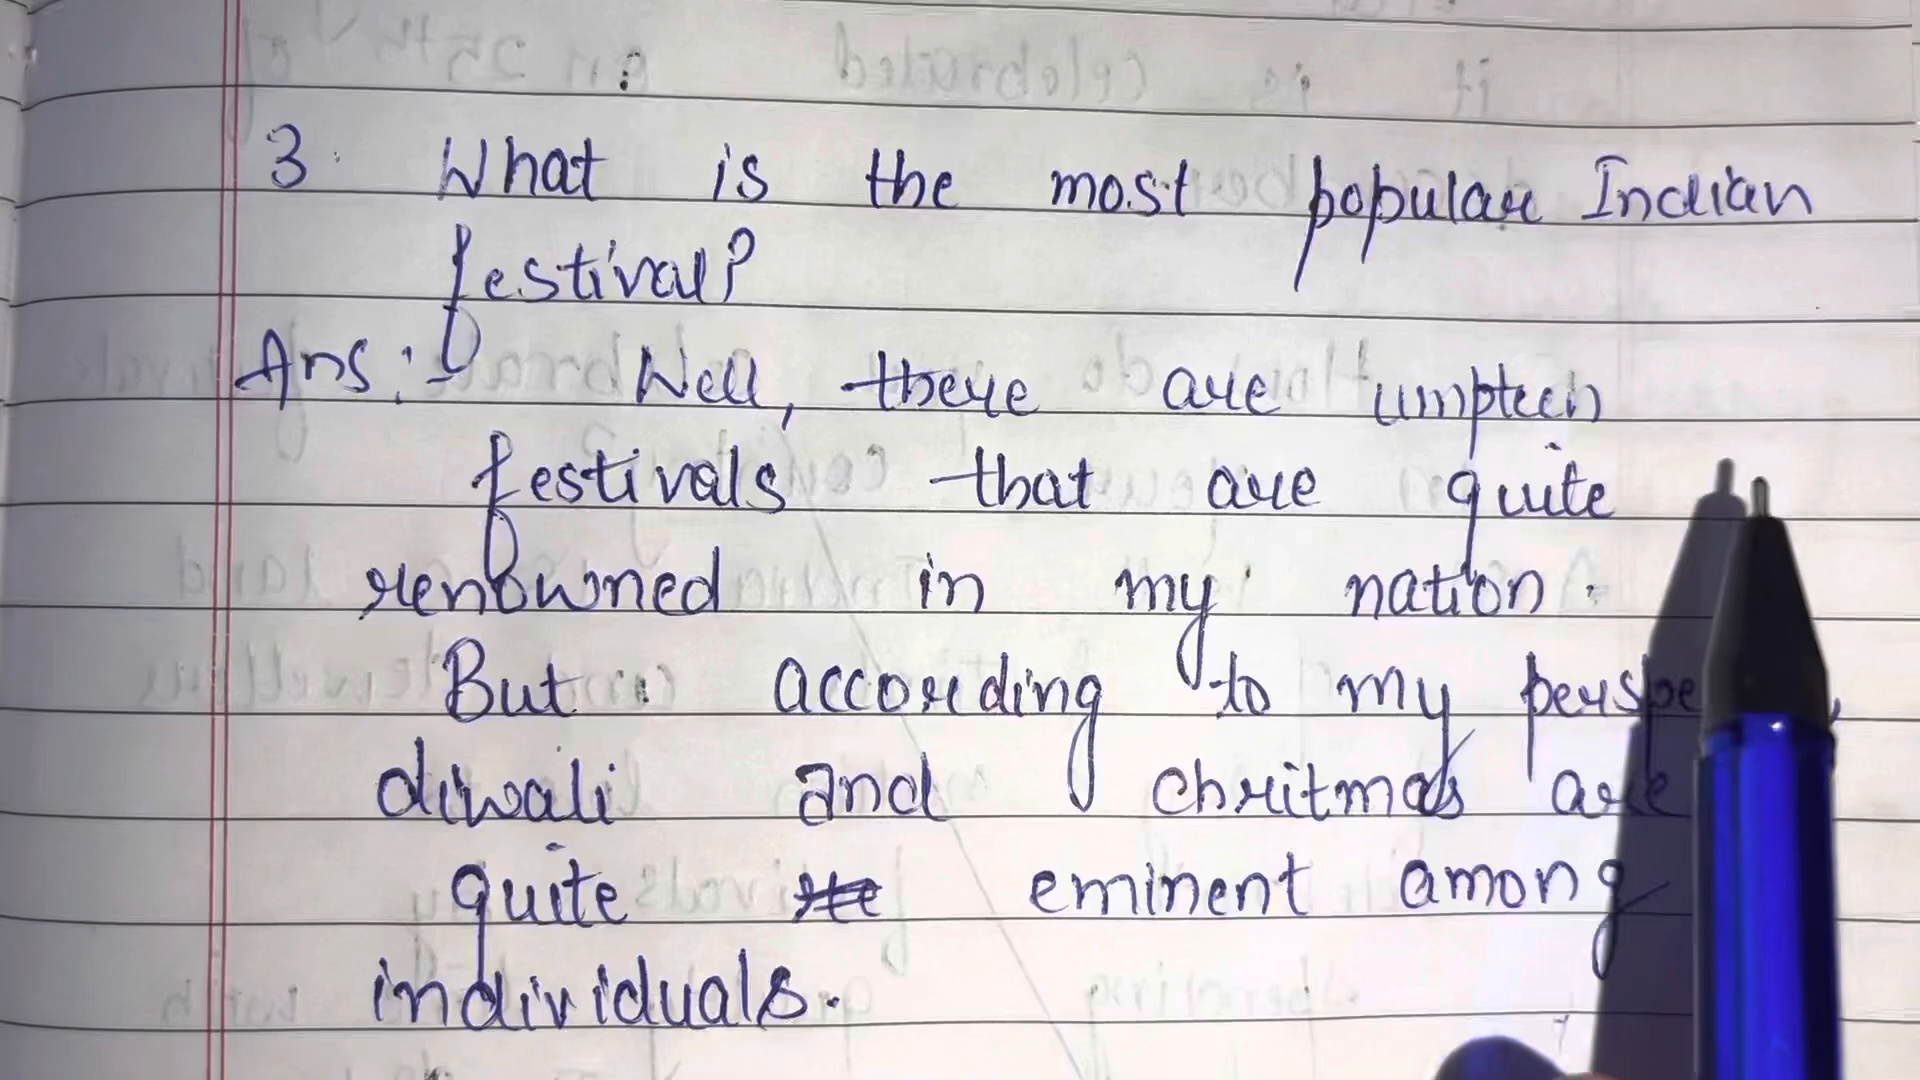 3. What is the most popular Indian
festival?
Ans:- Well, there are umpteen
festivals that are quite
renowned in my nation.
But according to my
diwali and chritmas are
quite eminent among
individuals.